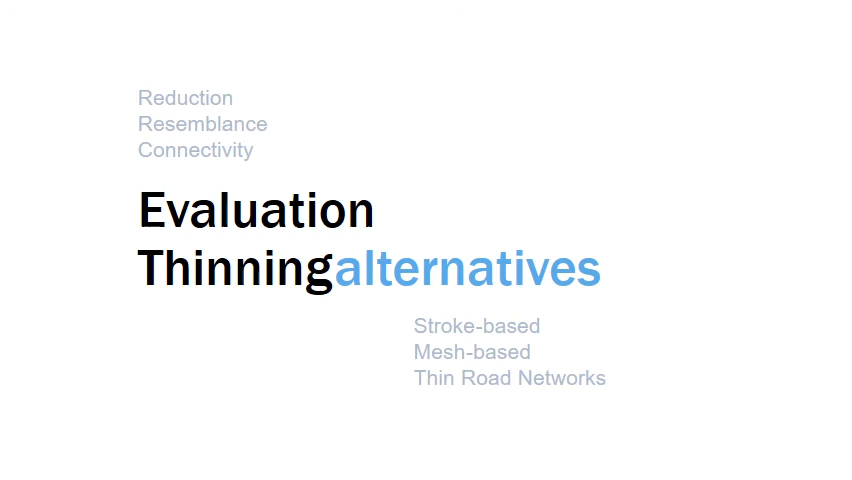 Reduction
Resemblance
Connectivity
Evaluation
Thinningalternatives
Stroke-based
Mesh-based
Thin Road Networks